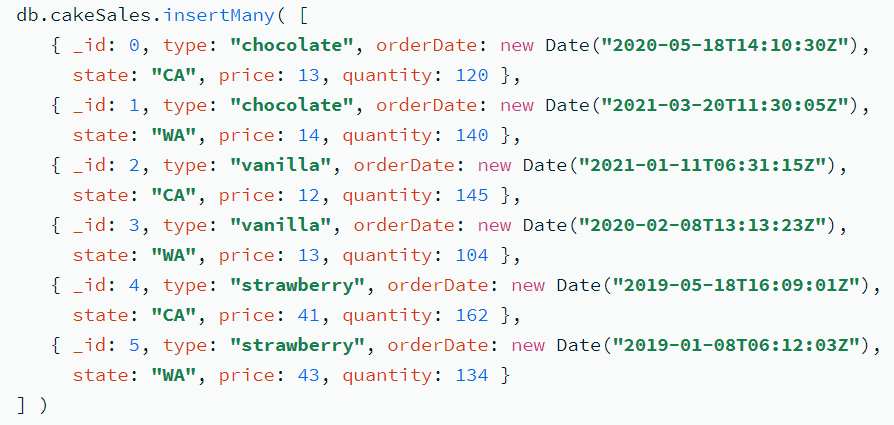 db.cakeSales.insertMany( [
{ _id: 0, type: "chocolate", orderDate: new Date("2020-05-18T14:10:30Z"),
state: "CA", price: 13, quantity: 120 },
{ _id: 1, type: "chocolate", orderDate: new Date("2021-03-20T11:30:05Z"),
state: "WA", price: 14, quantity: 140 },
{ _id: 2, type: "vanilla", orderDate: new Date("2021-01-11T06:31:15Z"),
state: "CA", price: 12, quantity: 145 },
{ _id: 3, type: "vanilla", orderDate: new Date("2020-02-08T13:13:23Z"),
state: "WA", price: 13, quantity: 104 },
{ _id: 4, type: "strawberry", orderDate: new Date("2019-05-18T16:09:01Z"),
state: "CA", price: 41, quantity: 162 },
{ _id: 5, type: "strawberry", orderDate: new Date("2019-01-08T06:12:03Z"),
state: "WA", price: 43, quantity: 134 }
] )